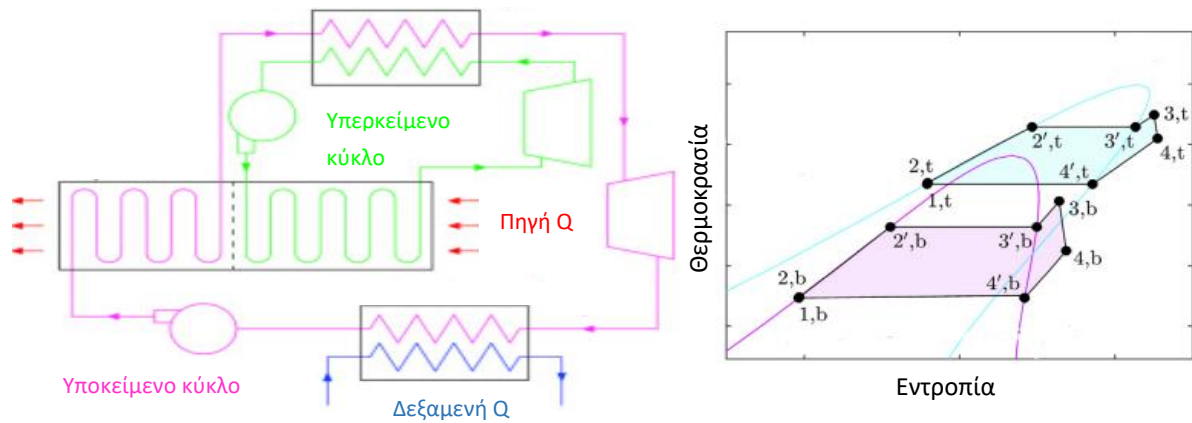 Υπερκείμενο
κύκλο
Πηγή Q
Υποκείμενο κύκλο
Δεξαμενή Q
Θερμοκρασία
3,t
2′,t
3′,t
4,t
2,t
4′,t
1,t
3,b
2′,b
3′,b
4,b
2,b
4′,b
1,b
Εντροπία